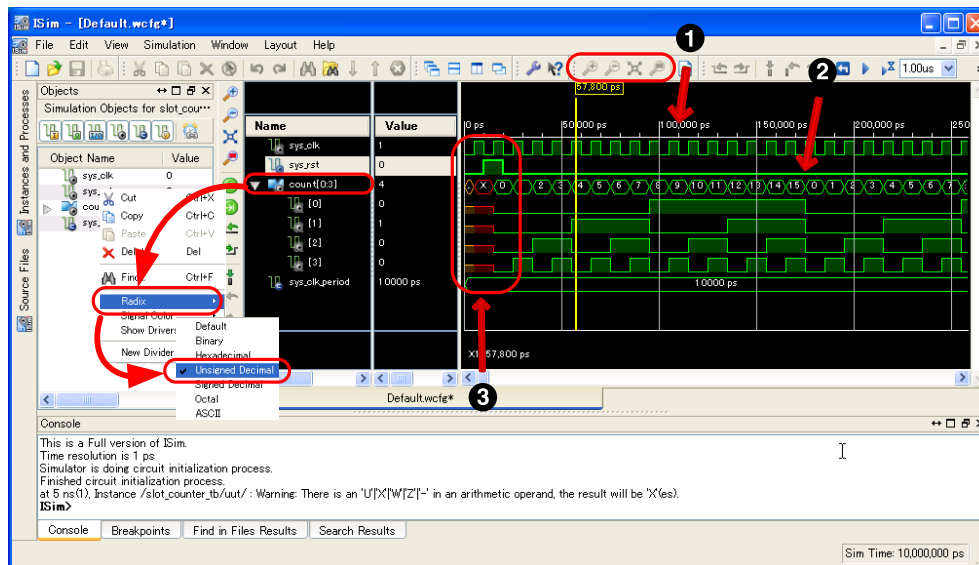 ISim - [Default.wcfg*]
File Edit View Simulation Window Layout Help
1
1.00us
Objects
Simulation Objects for slot_cou...
Object Name Value
sys_clk 0
sys_
cou
sys_
Instances and Processes
Source Files
Cut Ctrl+X
Copy Ctrl+C
Paste Ctrl+V
Del
Find Ctrl+F
Radix
Signal Color
Show Drivers
New Divider
Default
Binary
Hexadecimal
Unsigned Decimal
Signed Decimal
Octal
ASCII
Name Value
sys_clk 1
sys_rst 0
count[0:3] 4
[0] 0
[1] 1
[2] 0
[3] 0
sys_clk_period 10000 ps
57,800 ps
2
0 ps 50,000 ps 100,000 ps 150,000 ps 200,000 ps 250
X 0 2 3 4 5 6 7 8 9 10 11 12 13 14 15 0 1 2 3 4 5 6 7
10000 ps
X1: 57,800 ps
3
Default.wcfg*
Console
This is a Full version of ISim.
Time resolution is 1 ps
Simulator is doing circuit initialization process.
Finished circuit initialization process.
at 5 ns(1), Instance /slot_counter_tb/uut/ : Warning: There is an 'U'|'X'|'W'|'Z'|'-' in an arithmetic operand, the result will be 'X'(es).
ISim>
Console Breakpoints Find in Files Results Search Results
Sim Time: 10,000,000 ps